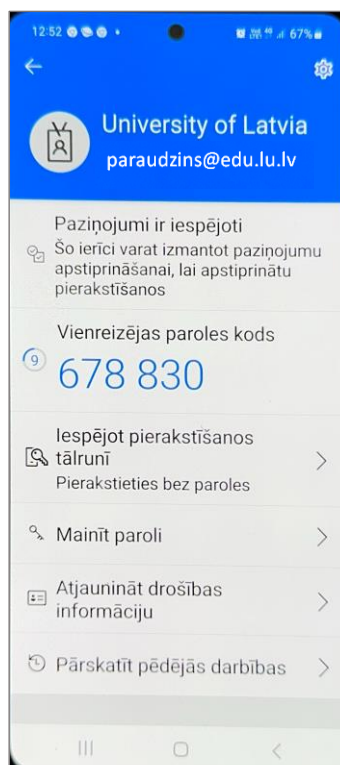 12:52
67%
University of Latvia
paraudzins@edu.lu.lv
Paziņojumi ir iespējoti
Šo ierīci varat izmantot paziņojumu
apstiprināšanai, lai apstiprinātu
pierakstīšanos
Vienreizējas paroles kods
9
678 830
Iespējot pierakstīšanos
tālrunī
Pierakstieties bez paroles
Mainīt paroli
Atjaunināt drošības
informāciju
Pārskatīt pēdējās darbības